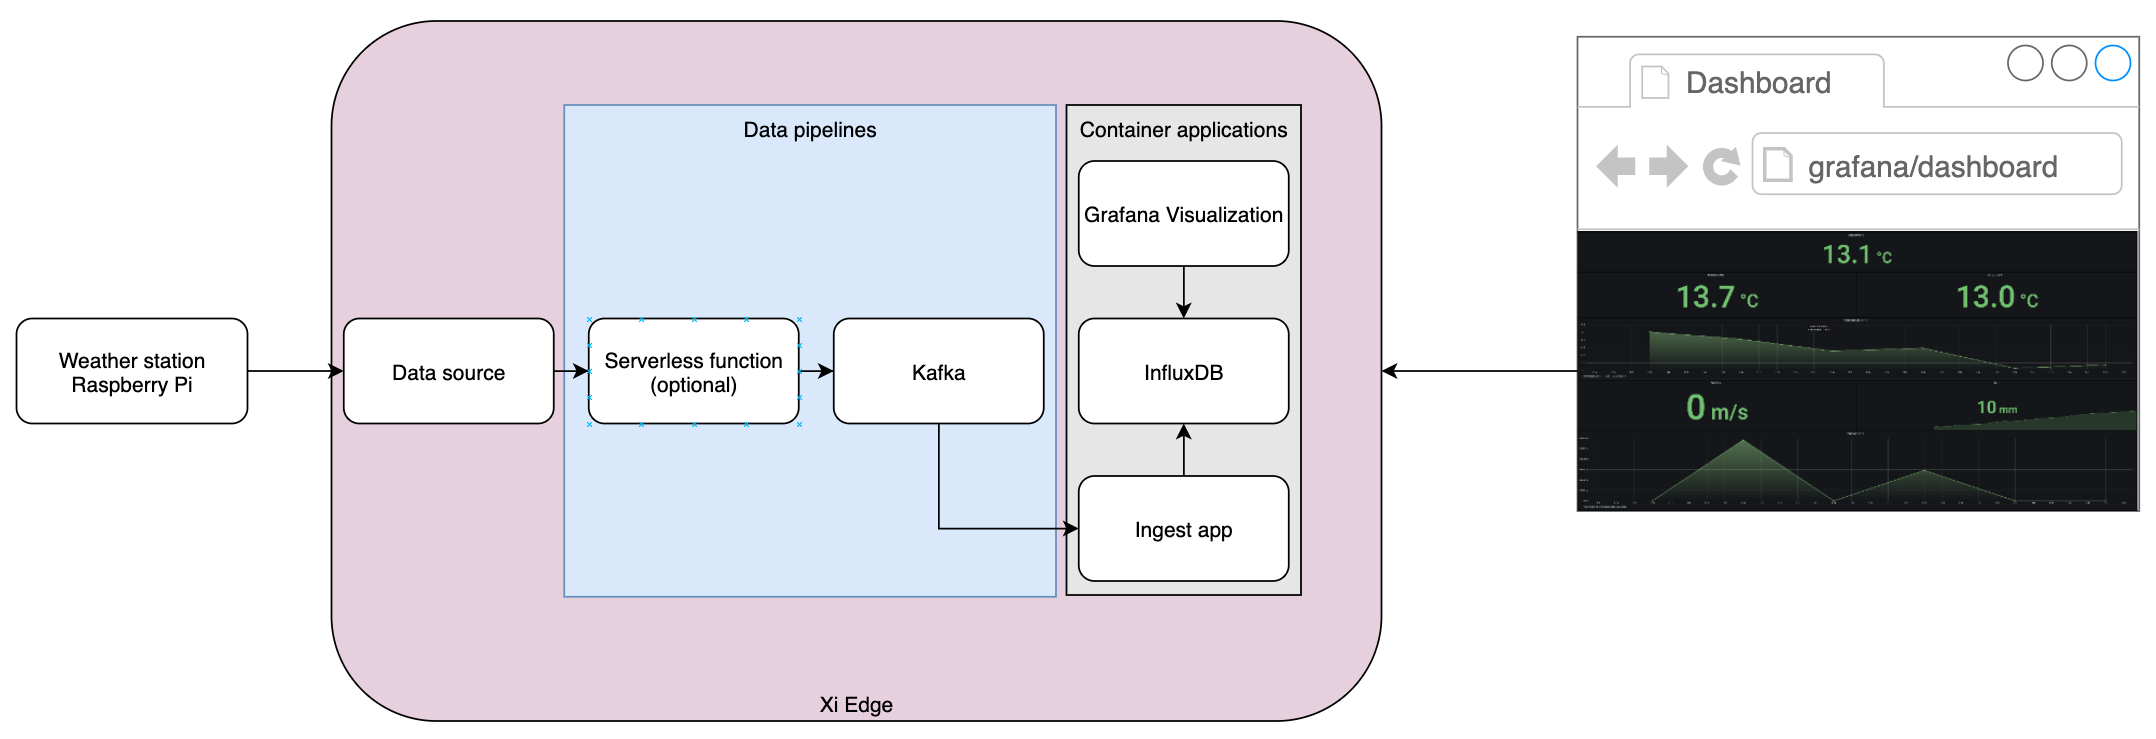 Weather station
Raspberry Pi
Data source
Data pipelines
Serverless function
(optional)
Kafka
Container applications
Grafana Visualization
InfluxDB
Ingest app
Xi Edge
Dashboard
grafana/dashboard
13.1 °C
13.7 °C
13.0 °C
0 m/s
10 mm